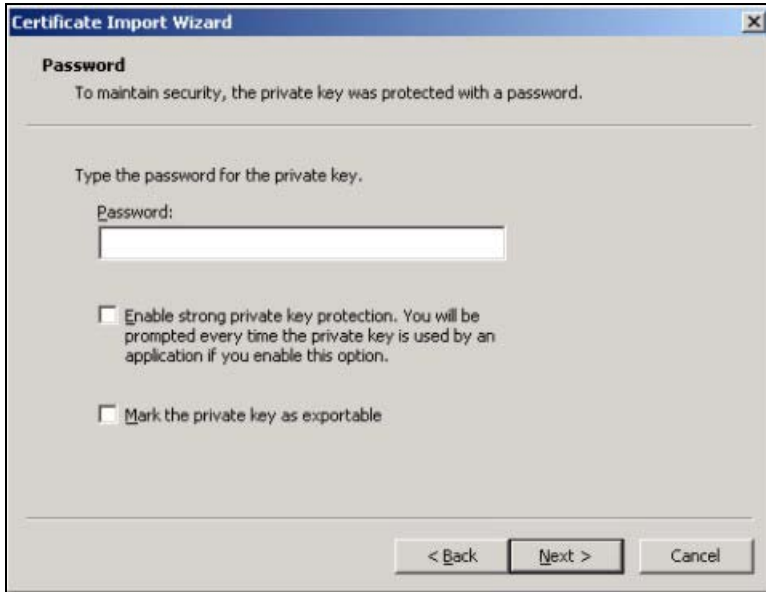 Certificate Import Wizard
Password
To maintain security, the private key was protected with a password.
Type the password for the private key.
Password:
Enable strong private key protection. You will be
prompted every time the private key is used by an
application if you enable this option.
Mark the private key as exportable
< Back Next > Cancel